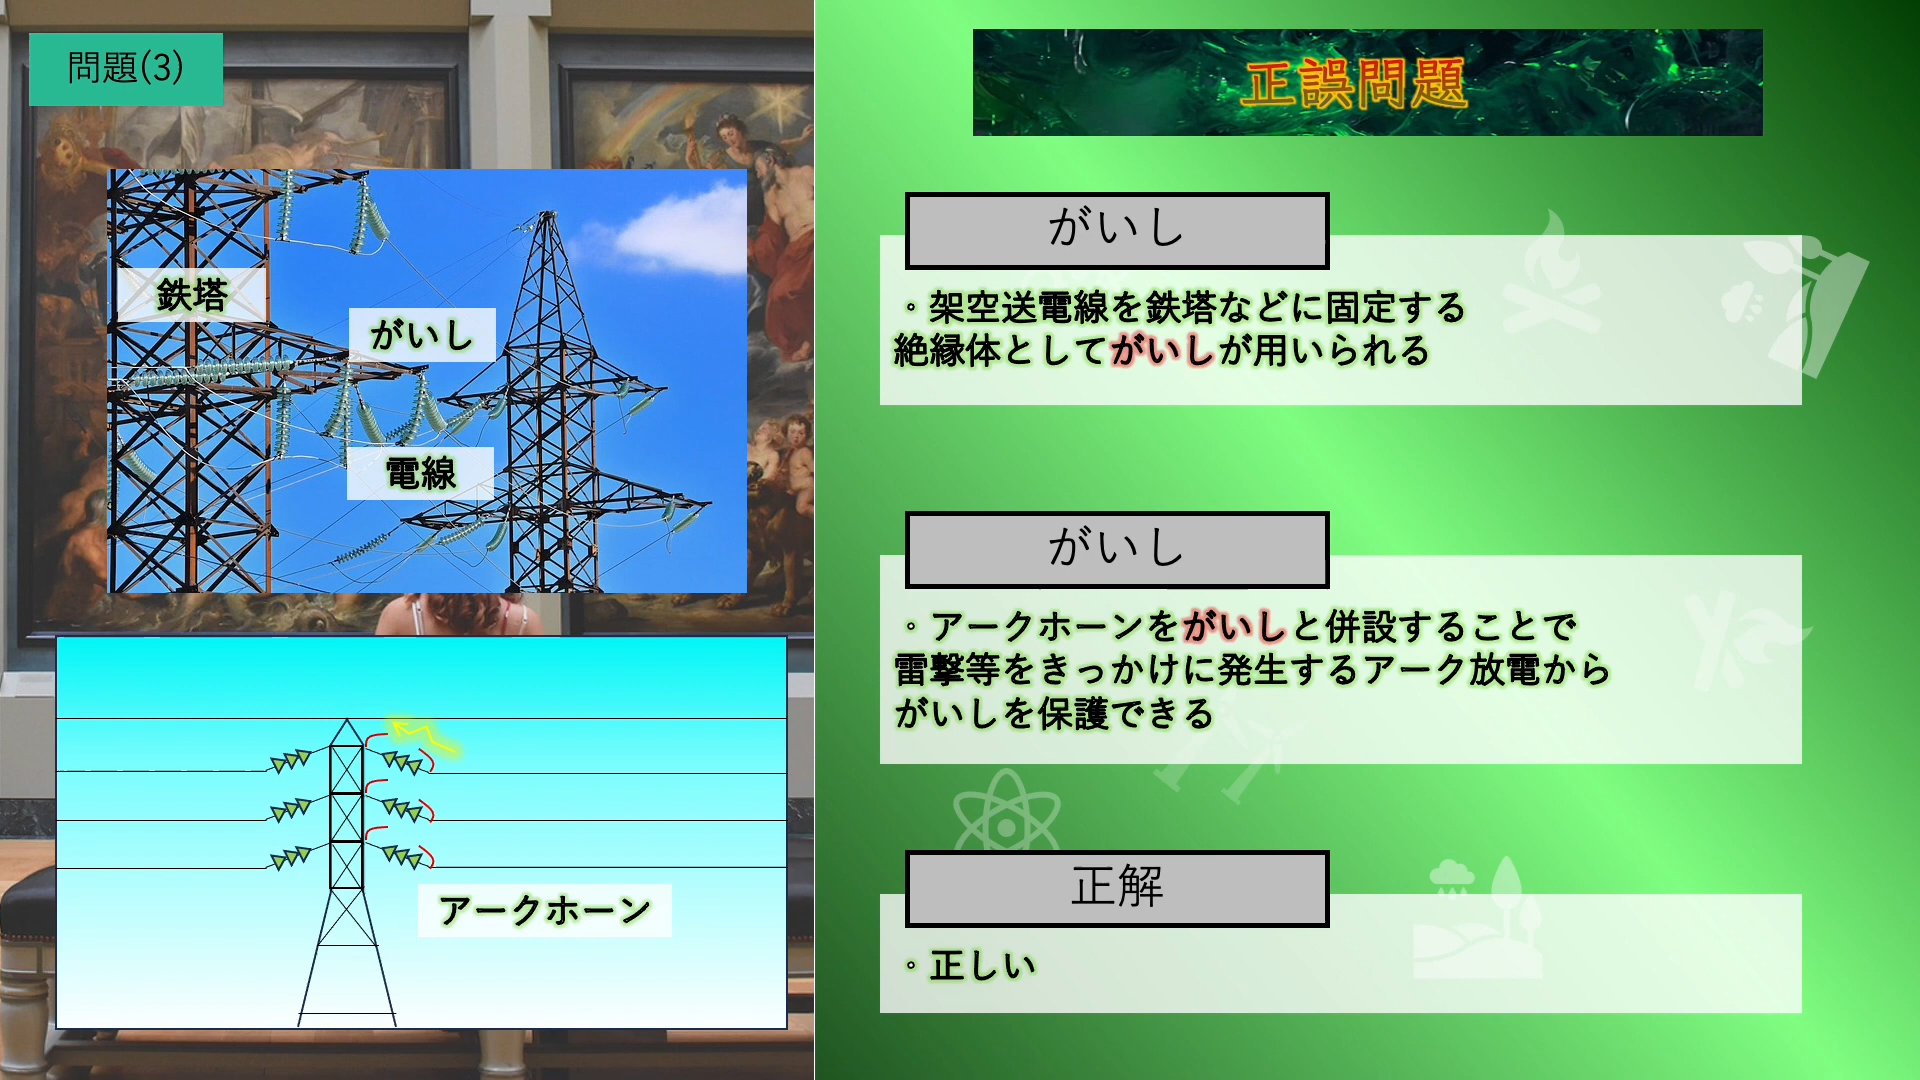 問題(3)
鉄塔
がいし
電線
アークホーン
正誤問題
がいし
・架空送電線を鉄塔などに固定する
絶縁体としてがいしが用いられる
がいし
・アークホーンをがいしと併設することで
雷撃等をきっかけに発生するアーク放電から
がいしを保護できる
正解
・正しい